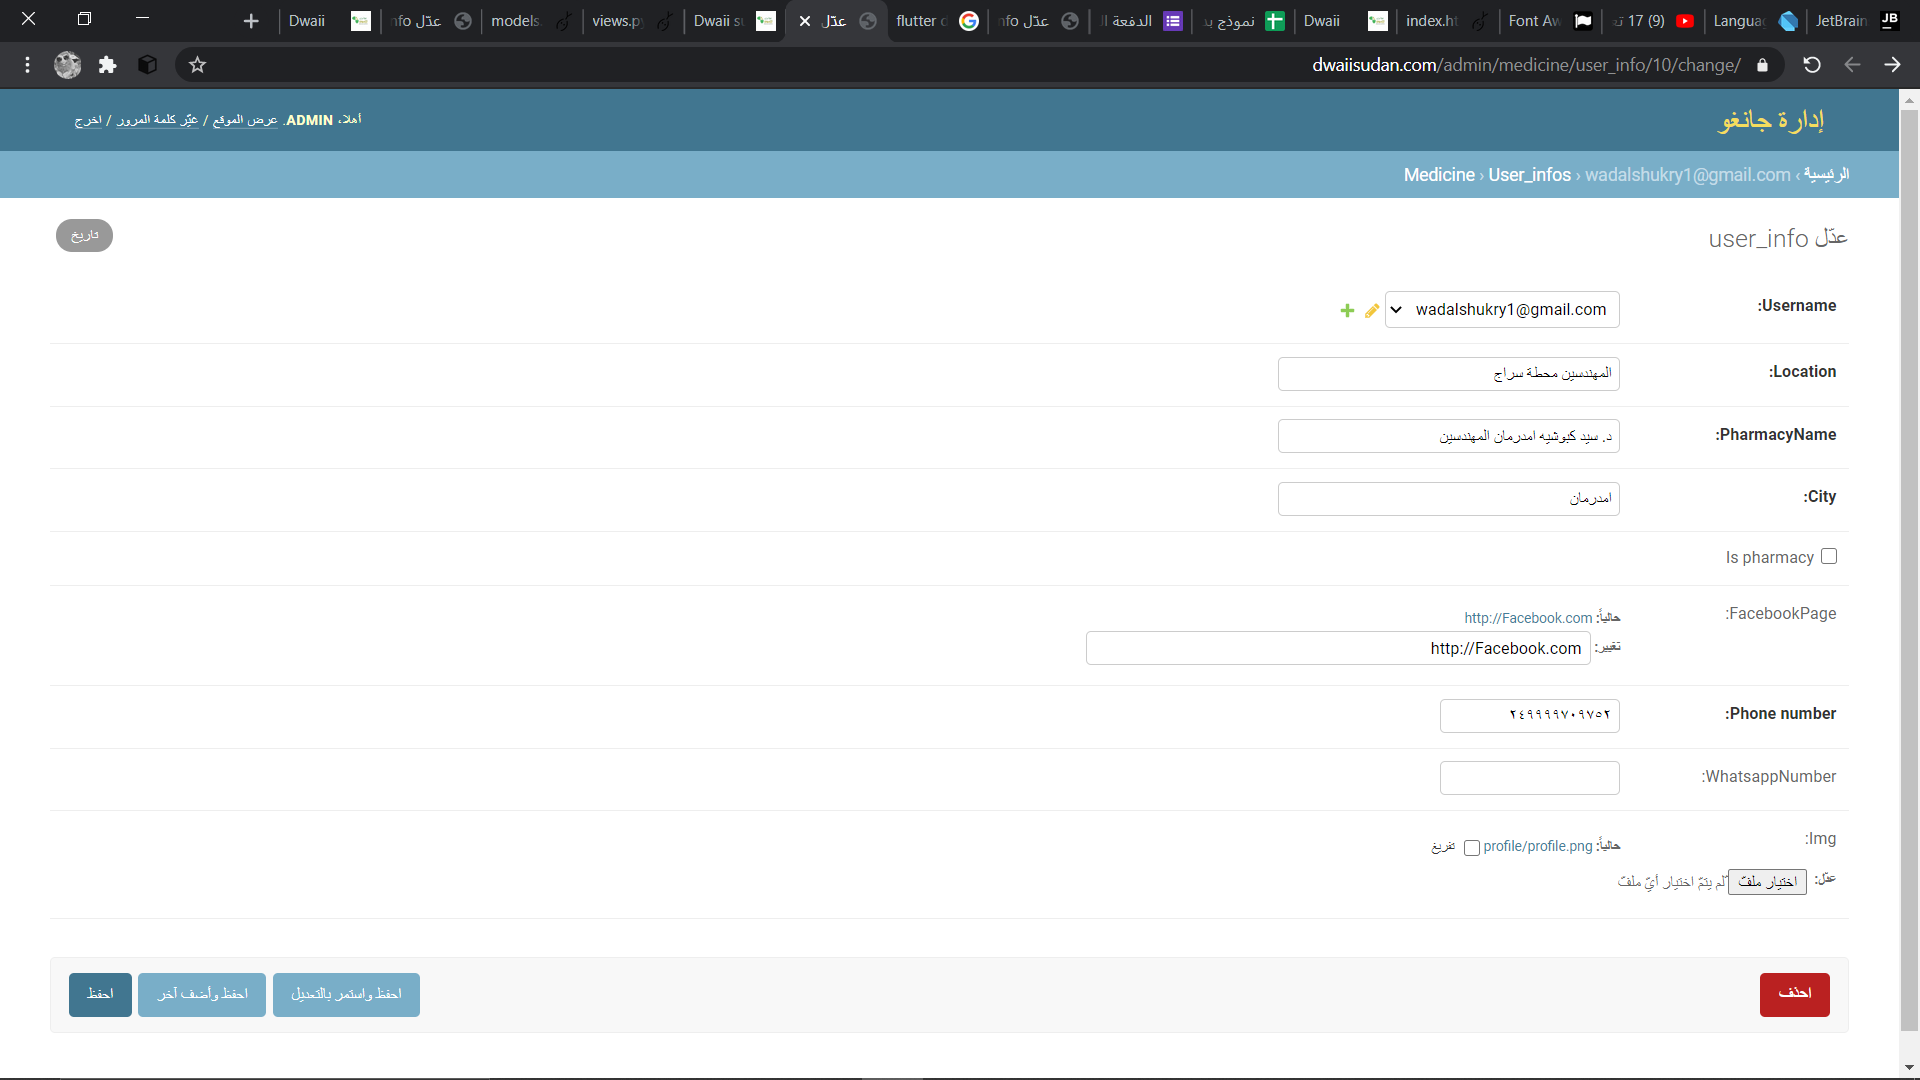 Dwaii
عدّل nfo
models.
views.py
Dwaii su
عدّل
flutter d
عدّل nfo
الدفعة ال
نموذج بد
Dwaii
index.ht
Font Aw
(9) 17
Languag
JetBrain
dwaiisudan.com/admin/medicine/user_info/10/change/
إدارة جانغو
أهلا، ADMIN. عرض الموقع / غيّر كلمة المرور / اخرج
الرئيسية › Medicine › User_infos › wadalshukry1@gmail.com
عدّل user_info
تاريخ
Username:
wadalshukry1@gmail.com
Location:
المهندسين محطة سراج
PharmacyName:
د. سيد كبوشيه امدرمان المهندسين
City:
امدرمان
Is pharmacy
FacebookPage:
حالياً: http://Facebook.com
تغيير: http://Facebook.com
Phone number:
٢٤٩٩٩٩٧٠٩٧٥٢
WhatsappNumber:
Img:
حالياً: profile/profile.png تفريغ
عدّل: اختيار ملفّ لم يتمّ اختيار أيّ ملفّ
احذف
احفظ واستمر بالتعديل
احفظ وأضف آخر
احفظ